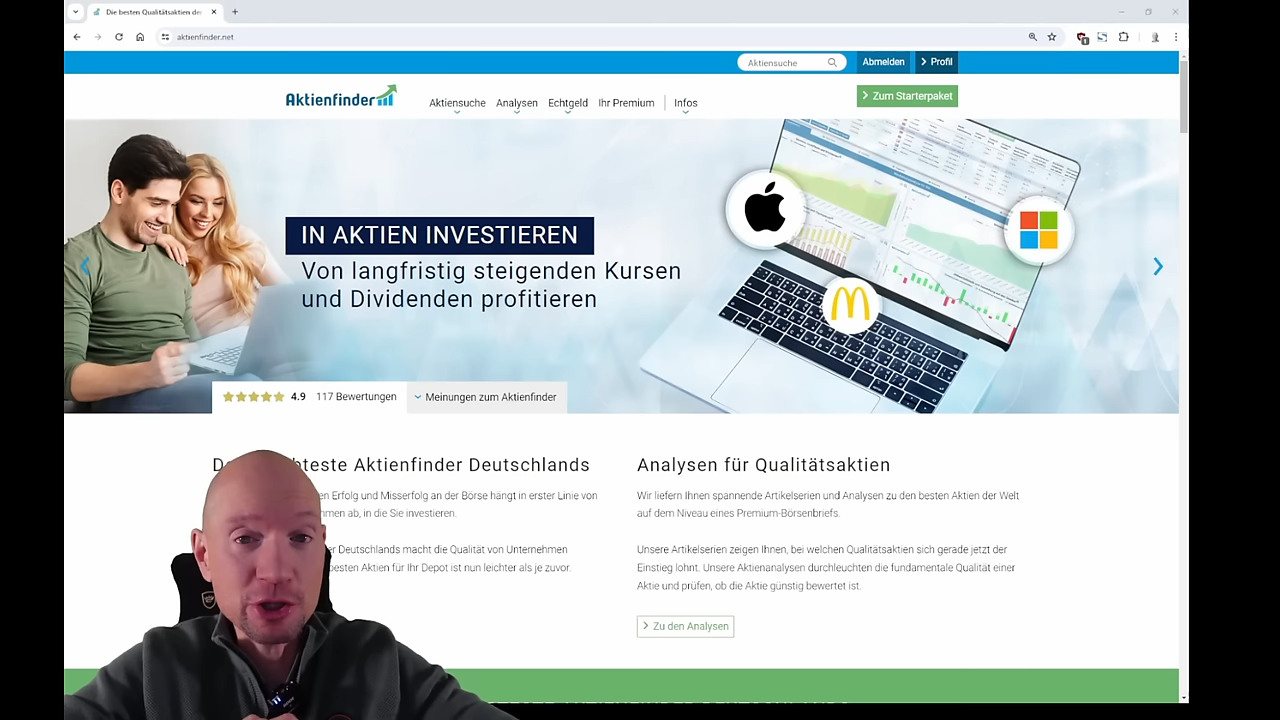 Die besten Qualitätsaktien der
aktienfinder.net
Aktiensuche
Abmelden
Profil
Aktienfinder
Aktiensuche
Analysen
Echtgeld
Ihr Premium
Infos
Zum Starterpaket
IN AKTIEN INVESTIEREN
Von langfristig steigenden Kursen
und Dividenden profitieren
4.9 117 Bewertungen
Meinungen zum Aktienfinder
bteste Aktienfinder Deutschlands
en Erfolg und Misserfolg an der Börse hängt in erster Linie von
men ab, in die Sie investieren.
r Deutschlands macht die Qualität von Unternehmen
besten Aktien für Ihr Depot ist nun leichter als je zuvor.
Analysen für Qualitätsaktien
Wir liefern Ihnen spannende Artikelserien und Analysen zu den besten Aktien der Welt
auf dem Niveau eines Premium-Börsenbriefs.
Unsere Artikelserien zeigen Ihnen, bei welchen Qualitätsaktien sich gerade jetzt der
Einstieg lohnt. Unsere Aktienanalysen durchleuchten die fundamentale Qualität einer
Aktie und prüfen, ob die Aktie günstig bewertet ist.
Zu den Analysen